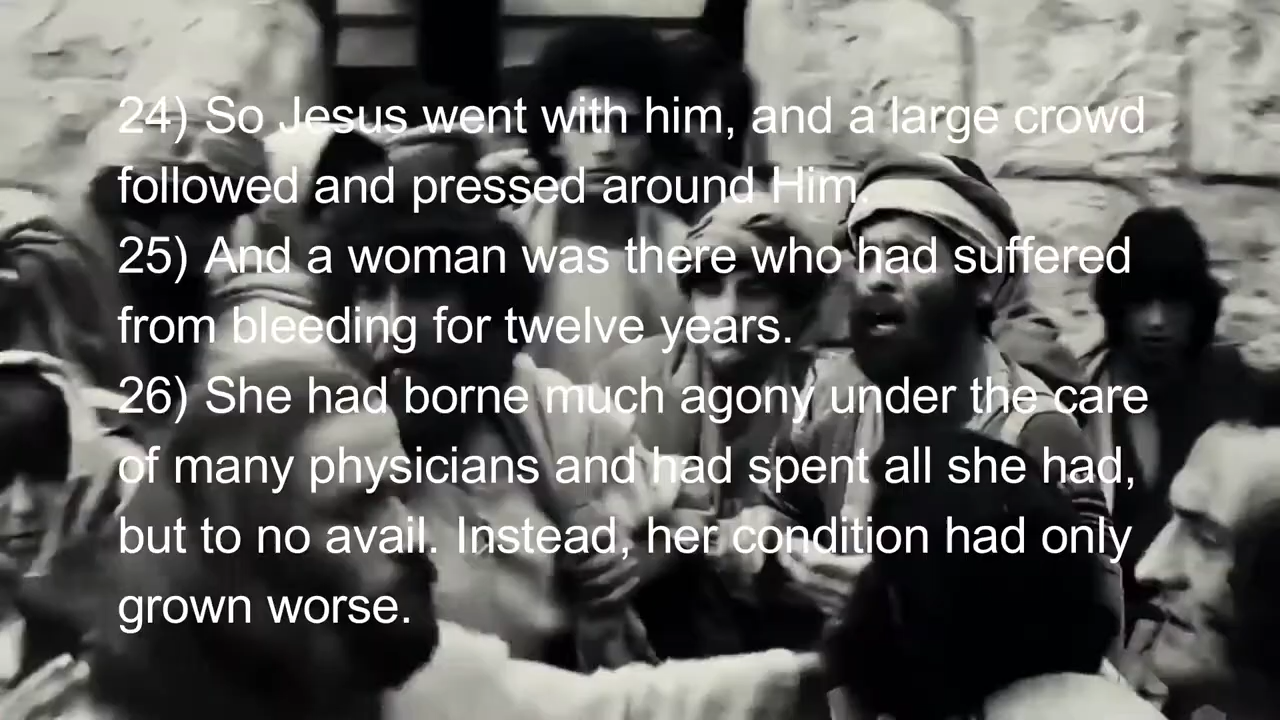 24) So Jesus went with him, and a large crowd
followed and pressed around Him.
25) And a woman was there who had suffered
from bleeding for twelve years.
26) She had borne much agony under the care
of many physicians and had spent all she had,
but to no avail. Instead, her condition had only
grown worse.